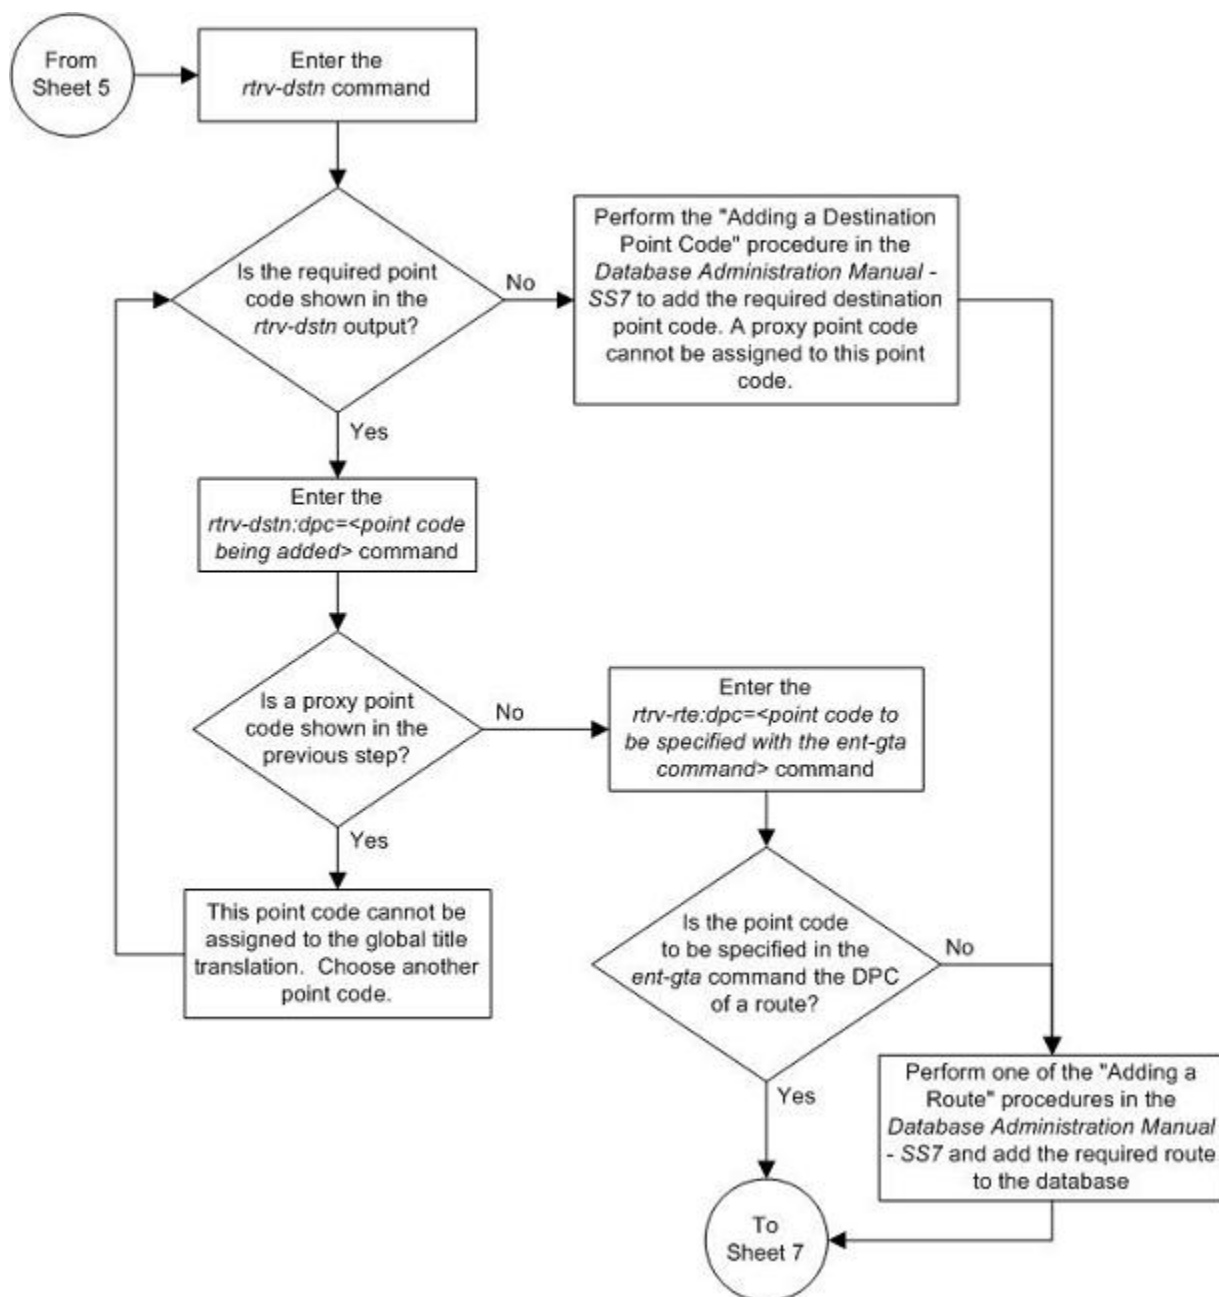 From
Sheet 5
Enter the
rtrv-dstn command
Is the required point
code shown in the
rtrv-dstn output?
No
Perform the "Adding a Destination
Point Code" procedure in the
Database Administration Manual -
SS7 to add the required destination
point code. A proxy point code
cannot be assigned to this point
code.
Yes
Enter the
rtrv-dstn:dpc=<point code
being added> command
Is a proxy point
code shown in the
previous step?
No
Enter the
rtrv-rte:dpc=<point code to
be specified with the ent-gta
command> command
Yes
This point code cannot be
assigned to the global title
translation. Choose another
point code.
Is the point code
to be specified in the
ent-gta command the DPC
of a route?
No
Yes
Perform one of the "Adding a
Route" procedures in the
Database Administration Manual
- SS7 and add the required route
to the database
To
Sheet 7